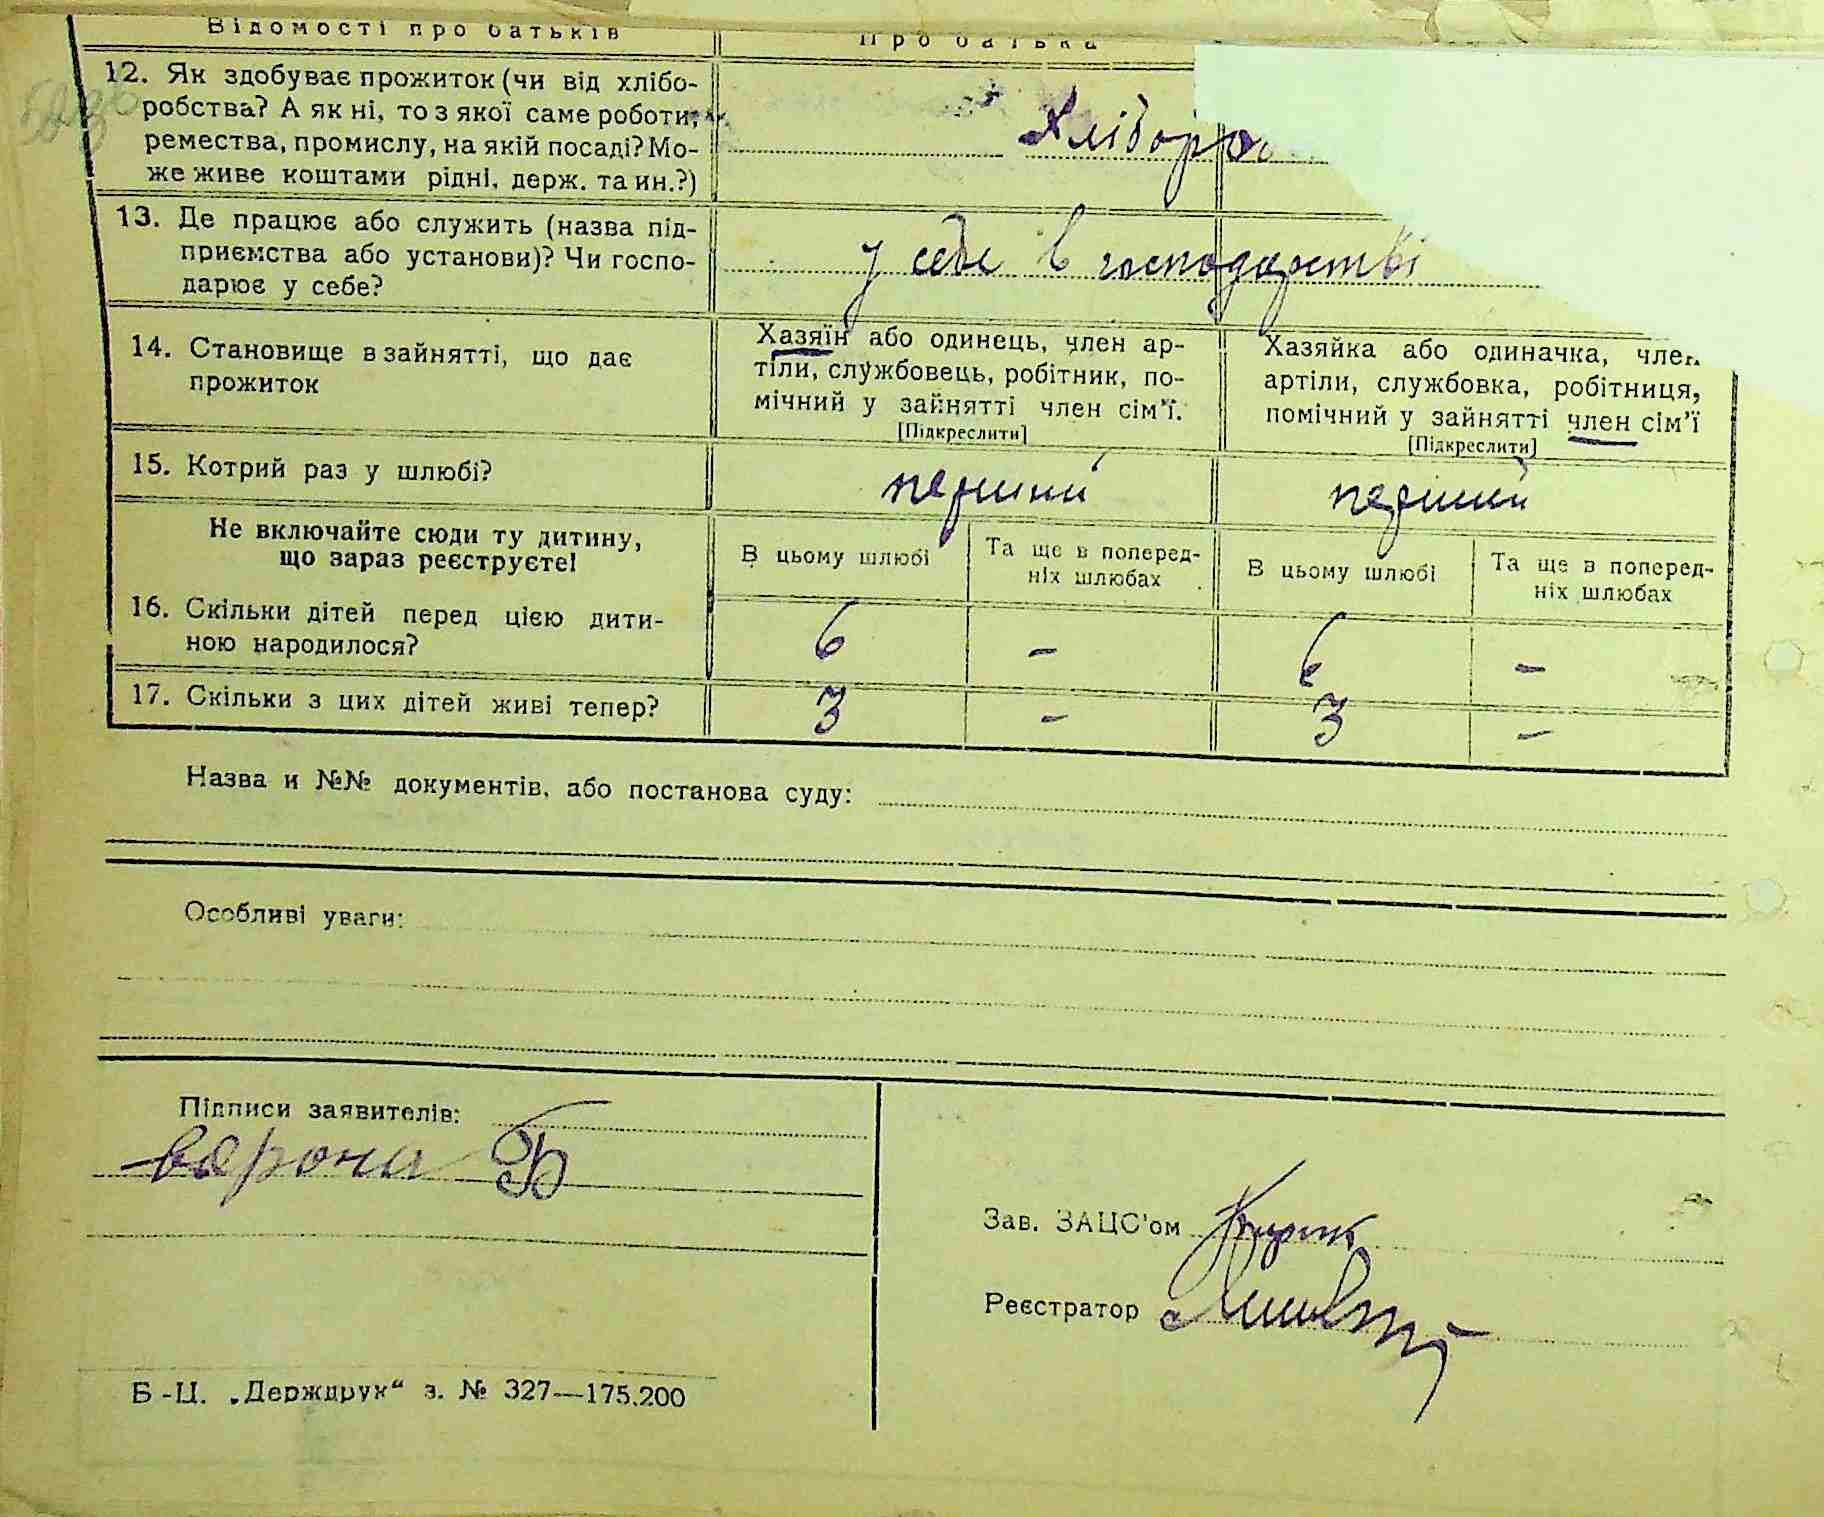 Відомості про батьків
Про батька
12. Як здобуває прожиток (чи від хлібо-
робства? А як ні, то з якої саме роботи,
ремества, промислу, на якій посаді? Мо-
же живе коштами рідні, держ. та ин.?)
Хлібороб
13. Де працює або служить (назва під-
приємства або установи)? Чи госпо-
дарює у себе?
у себе в господарстві
14. Становище в зайнятті, що дає
прожиток
Хазяїн або одинець, член ар-
тіли, службовець, робітник, по-
мічний у зайнятті член сім'ї.
[Підкреслити]
Хазяйка або одиначка, член
артіли, службовка, робітниця,
помічний у зайнятті член сім'ї
[Підкреслити]
15. Котрий раз у шлюбі?
перший
перший
Не включайте сюди ту дитину,
що зараз реєструєте!
В цьому шлюбі
Та ще в поперед-
ніх шлюбах
В цьому шлюбі
Та ще в поперед-
ніх шлюбах
16. Скільки дітей перед цією дити-
ною народилося?
6 - 6 -
17. Скільки з цих дітей живі тепер?
3 - 3 -
Назва и №№ документів, або постанова суду:
Особливі уваги:
Підписи заявителів:
ворона Б
Зав. ЗАЦС'ом
Реєстратор
Б-Ц. „Держдрук“ з. № 327—175.200